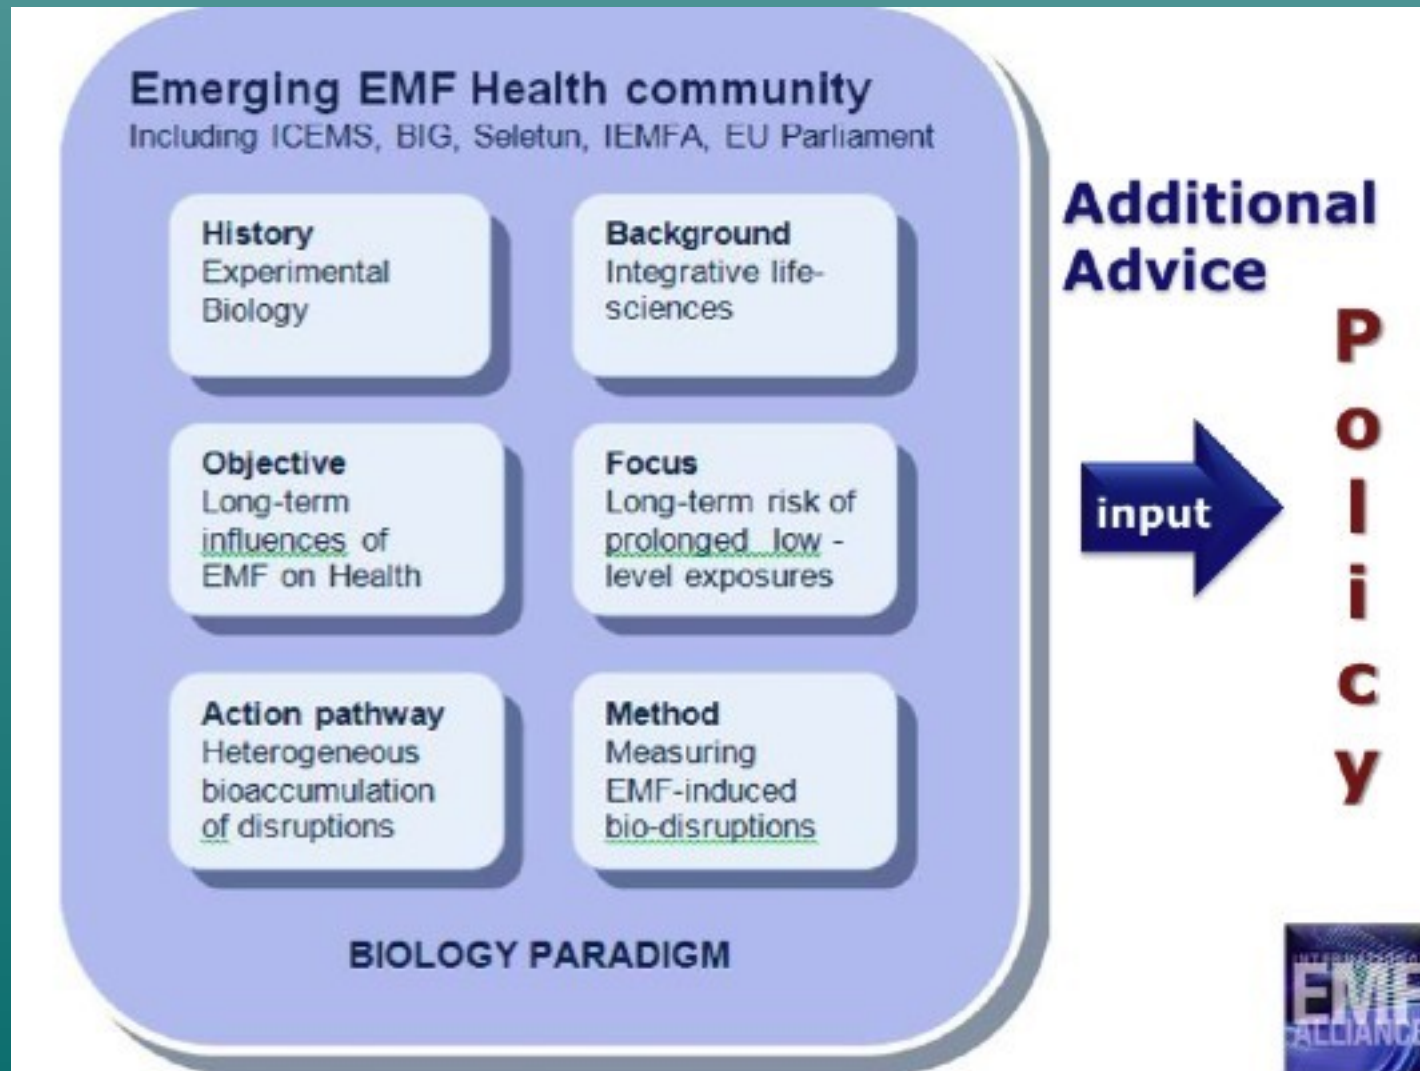 Emerging EMF Health community
Including ICEMS, BIG, Seletun, IEMFA, EU Parliament
History
Experimental
Biology
Background
Integrative life-
sciences
Objective
Long-term
influences of
EMF on Health
Focus
Long-term risk of
prolonged low -
level exposures
Action pathway
Heterogeneous
bioaccumulation
of disruptions
Method
Measuring
EMF-induced
bio-disruptions
BIOLOGY PARADIGM
Additional
Advice
input
P
o
l
i
c
y
EMF
ALLIANCE